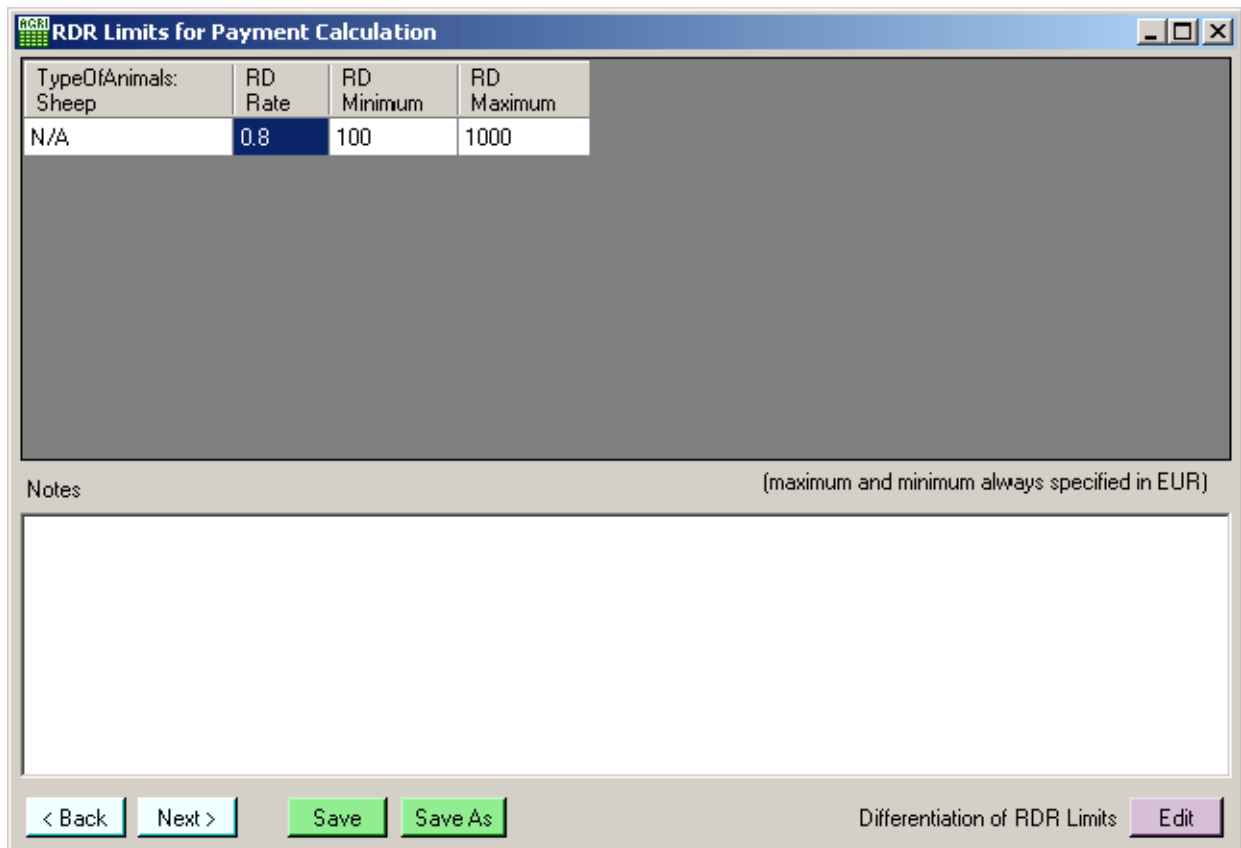 AGRI RDR Limits for Payment Calculation
TypeOfAnimals: RD RD RD
Sheep Rate Minimum Maximum
N/A 0.8 100 1000
Notes (maximum and minimum always specified in EUR)
< Back Next > Save Save As Differentiation of RDR Limits Edit